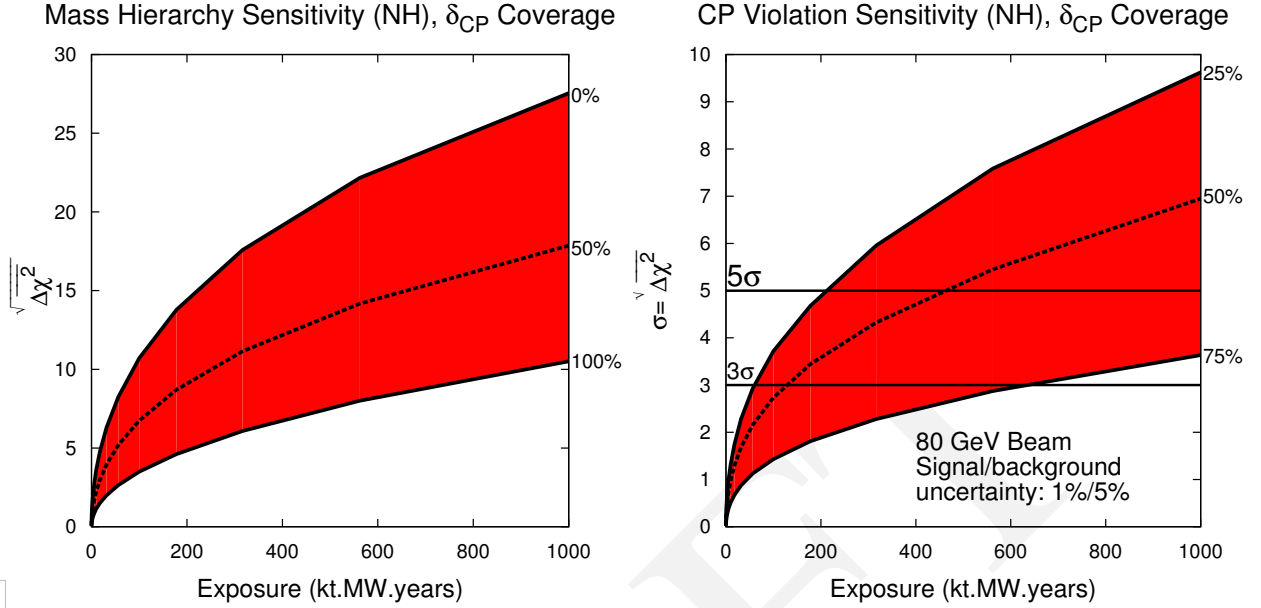 Mass Hierarchy Sensitivity (NH), δCP Coverage
30
25
20
15
10
5
0
√Δχ²
0%
50%
100%
0 200 400 600 800 1000
Exposure (kt.MW.years)
CP Violation Sensitivity (NH), δCP Coverage
10
9
8
7
6
5
4
3
2
1
0
σ=√Δχ²
5σ
3σ
25%
50%
75%
80 GeV Beam
Signal/background
uncertainty: 1%/5%
0 200 400 600 800 1000
Exposure (kt.MW.years)